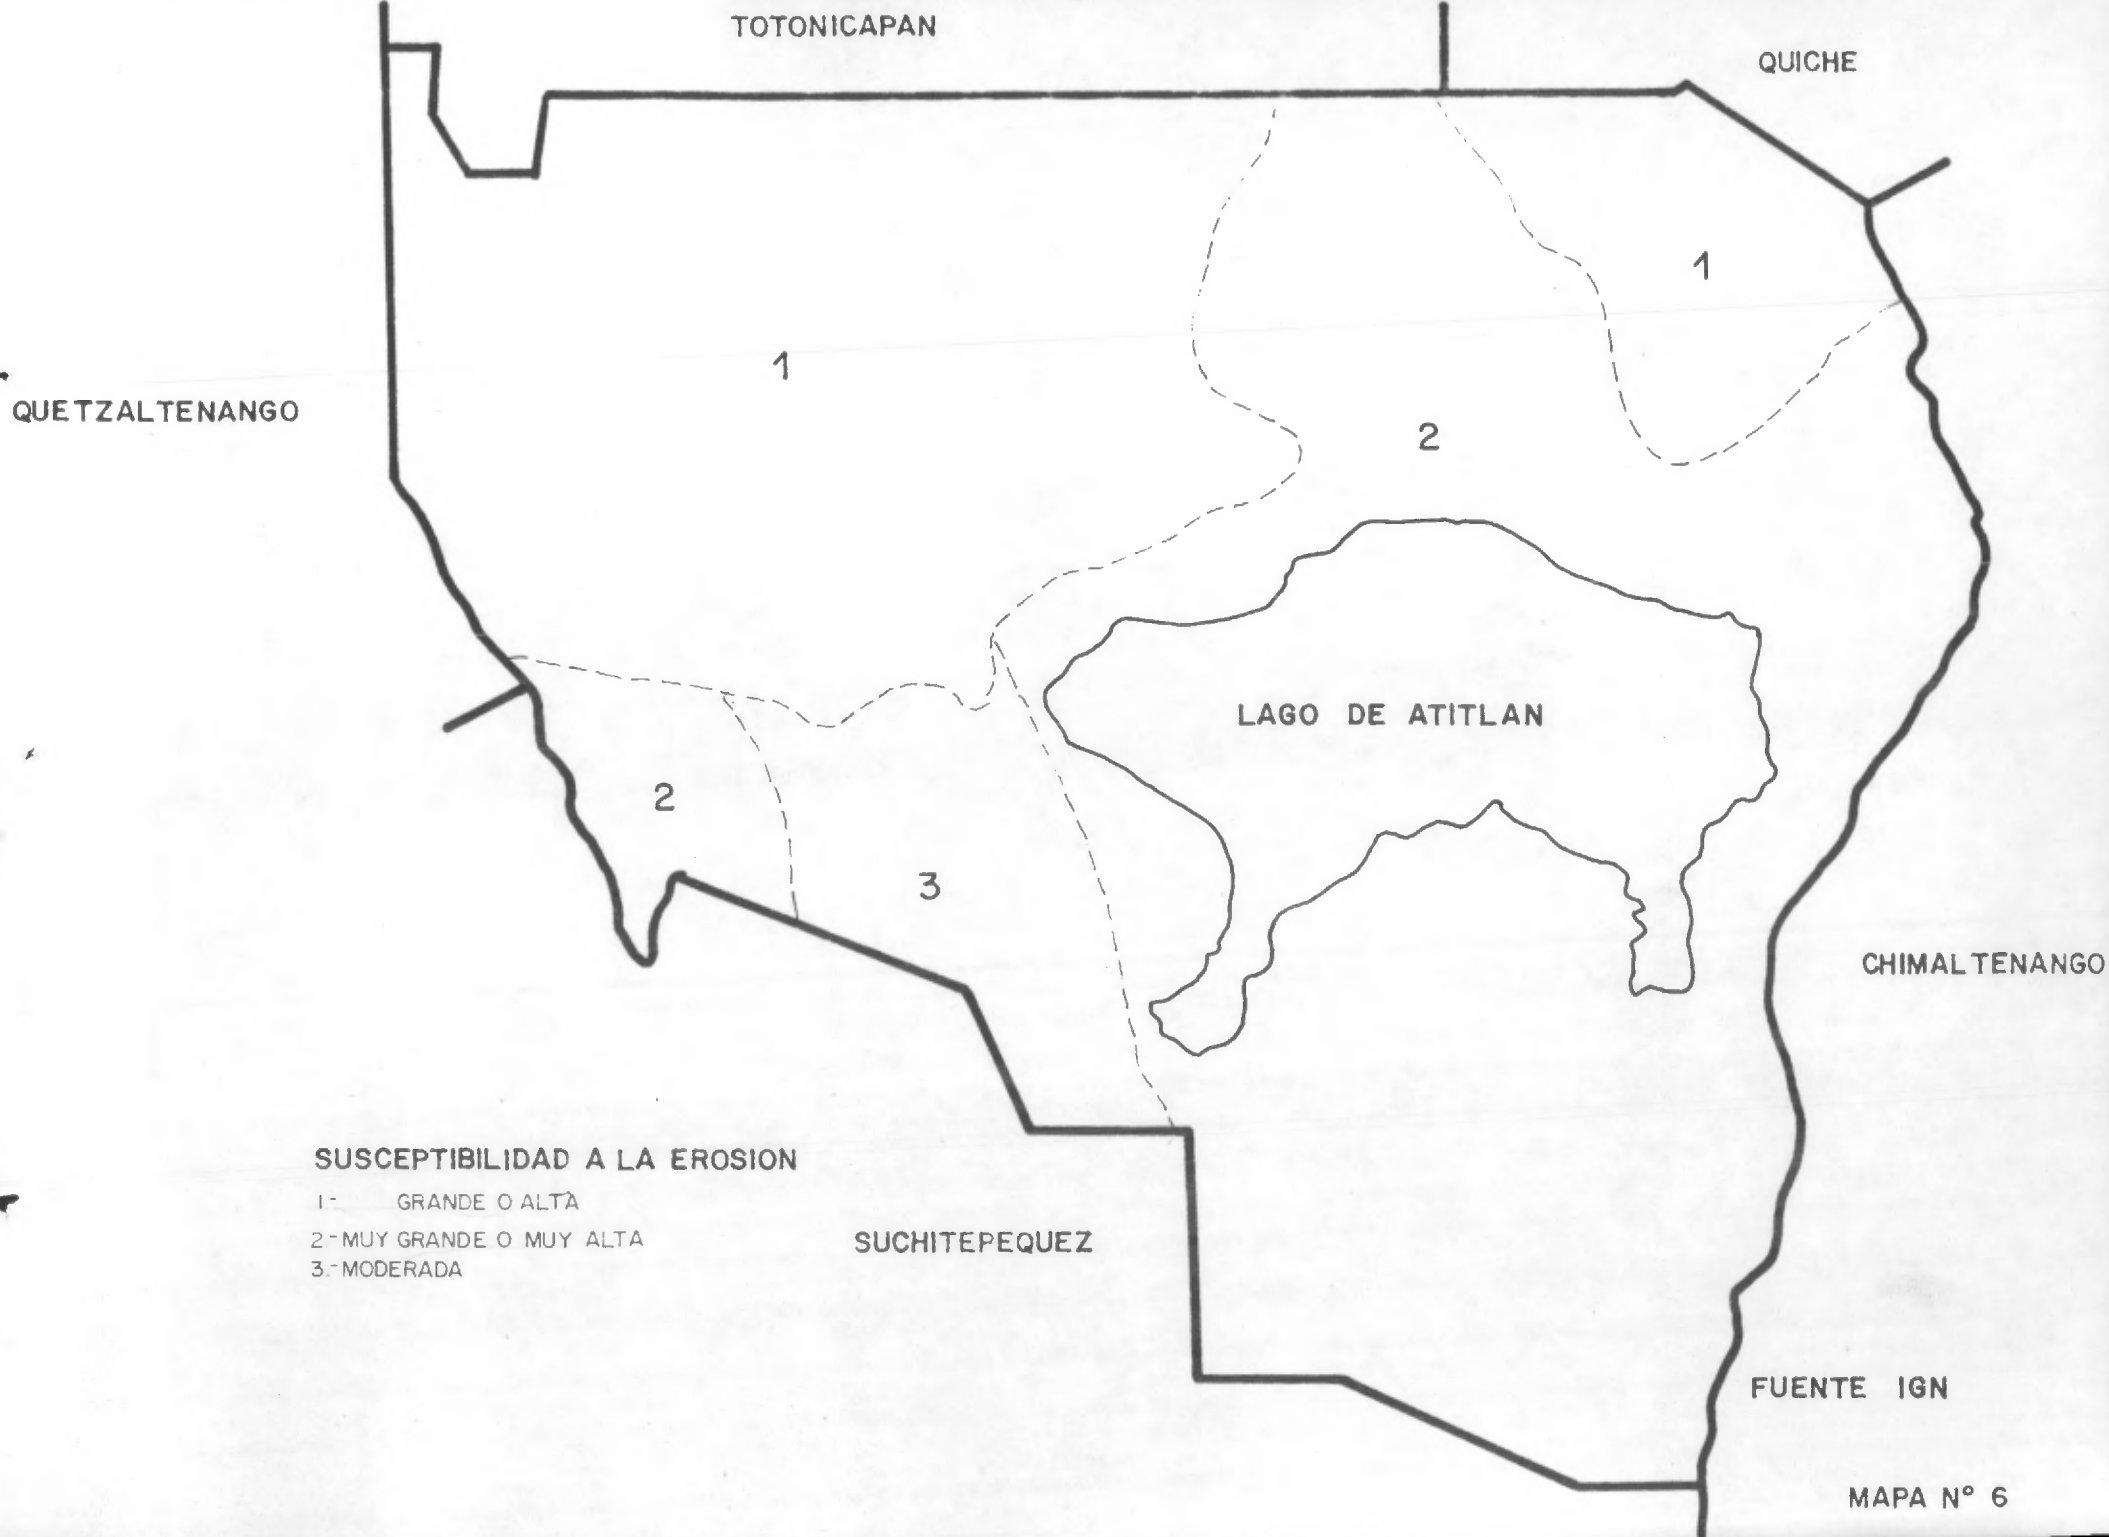 TOTONICAPAN
QUICHE
1
1
QUETZALTENANGO
2
LAGO DE ATITLAN
2
3
CHIMALTENANGO
SUSCEPTIBILIDAD A LA EROSION
1.- GRANDE O ALTA
2.- MUY GRANDE O MUY ALTA
3.- MODERADA
SUCHITEPEQUEZ
FUENTE IGN
MAPA Nº 6